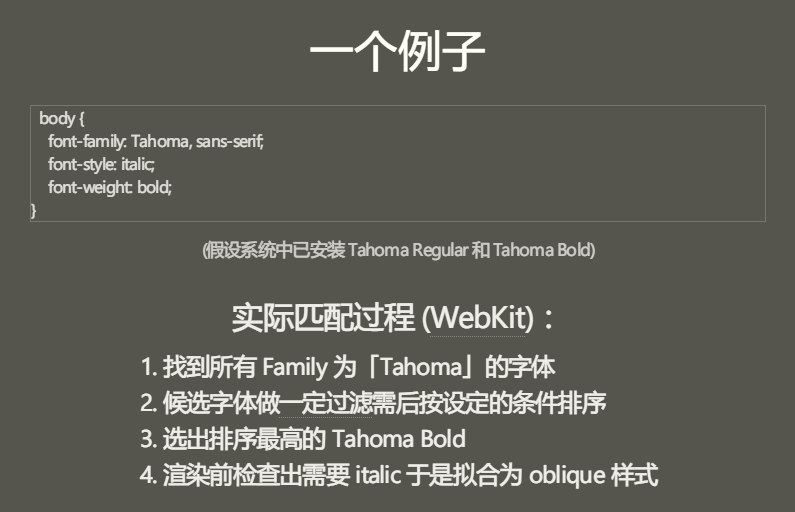 一个例子
body {
font-family: Tahoma, sans-serif;
font-style: italic;
font-weight: bold;
}
(假设系统中已安装 Tahoma Regular 和 Tahoma Bold)
实际匹配过程 (WebKit)：
1. 找到所有 Family 为「Tahoma」的字体
2. 候选字体做一定过滤需后按设定的条件排序
3. 选出排序最高的 Tahoma Bold
4. 渲染前检查出需要 italic 于是拟合为 oblique 样式